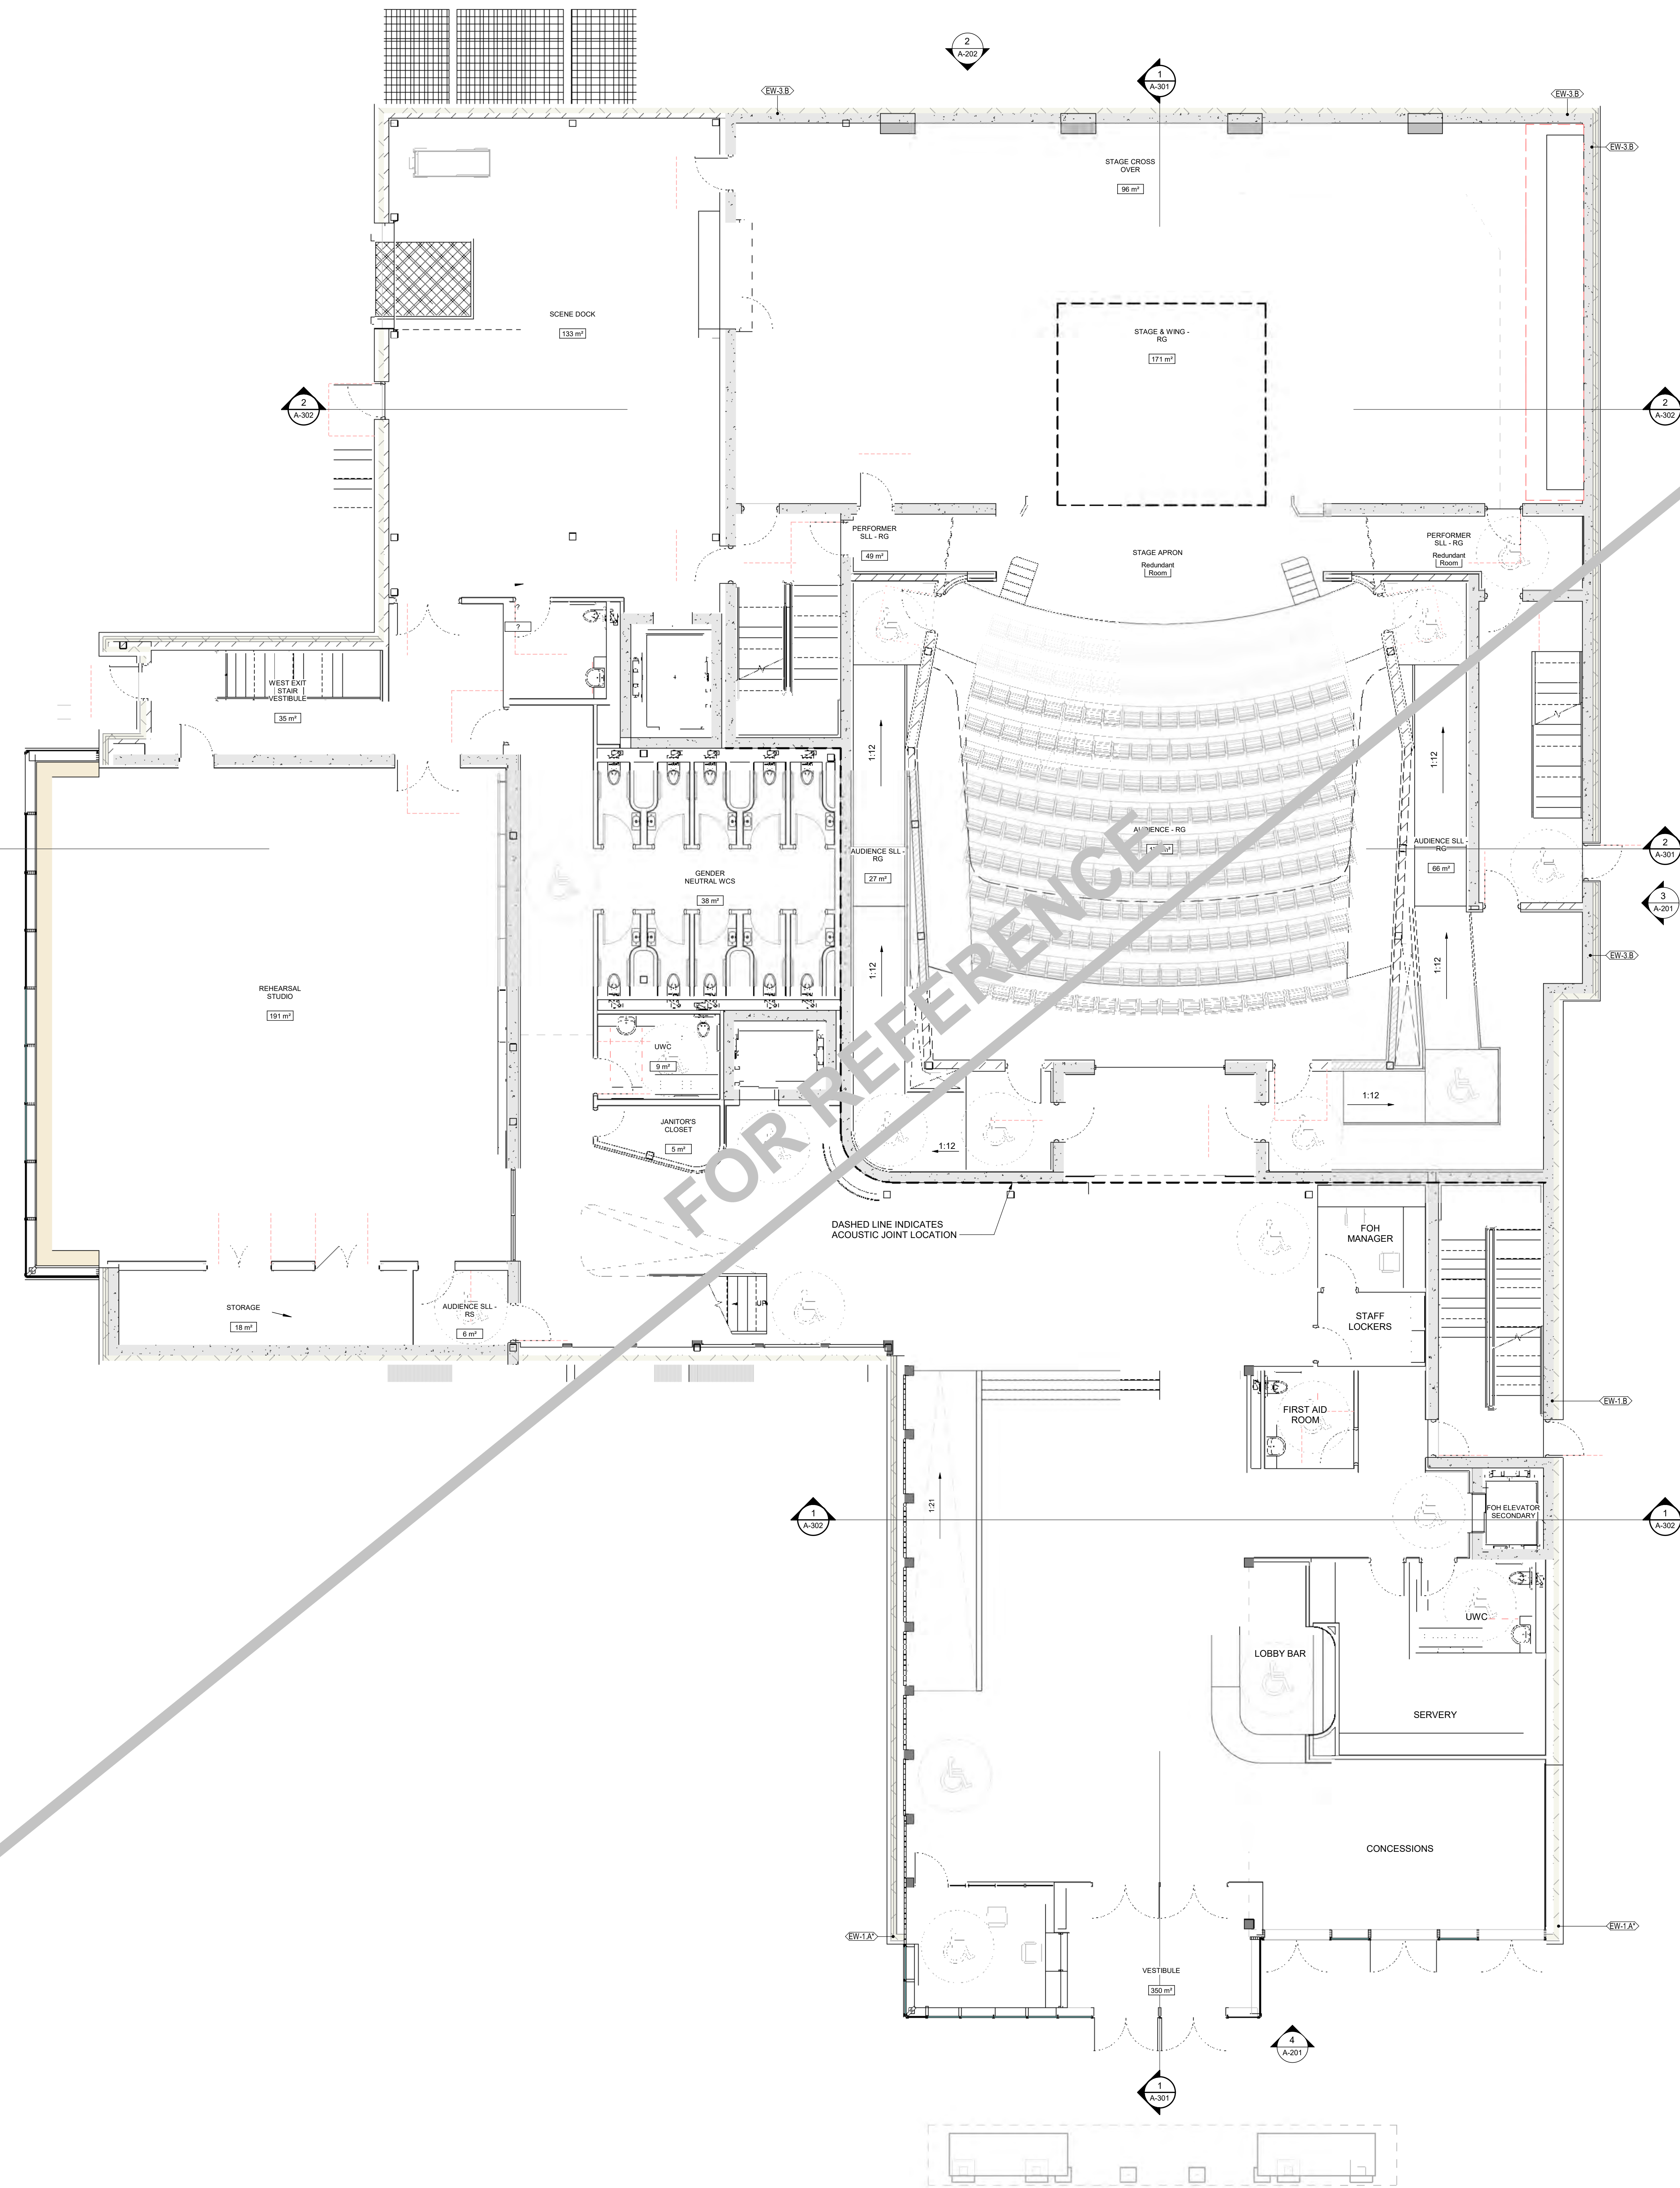 2
A-202
1
A-301
EW-3.B
EW-3.B
EW-3.B
STAGE CROSS
OVER
96 m²
SCENE DOCK
133 m²
STAGE & WING -
RG
171 m²
2
A-302
2
A-302
PERFORMER
SLL - RG
49 m²
STAGE APRON
Redundant
Room
PERFORMER
SLL - RG
Redundant
Room
?
?
WEST EXIT
STAIR
VESTIBULE
35 m²
1:12
1:12
AUDIENCE - RG
AUDIENCE SLL -
RG
27 m²
AUDIENCE SLL -
RG
66 m²
2
A-301
3
A-201
GENDER
NEUTRAL WCS
38 m²
EW-3.B
1:12
1:12
REHEARSAL
STUDIO
191 m²
UWC
9 m²
JANITOR'S
CLOSET
5 m²
1:12
1:12
FOR REFERENCE
DASHED LINE INDICATES
ACOUSTIC JOINT LOCATION
FOH
MANAGER
STORAGE
18 m²
AUDIENCE SLL -
RS
6 m²
UP
STAFF
LOCKERS
FIRST AID
ROOM
EW-1.B
1:21
1
A-302
FOH ELEVATOR
SECONDARY
1
A-302
UWC
LOBBY BAR
SERVERY
CONCESSIONS
EW-1.A*
EW-1.A*
VESTIBULE
350 m²
4
A-201
1
A-301